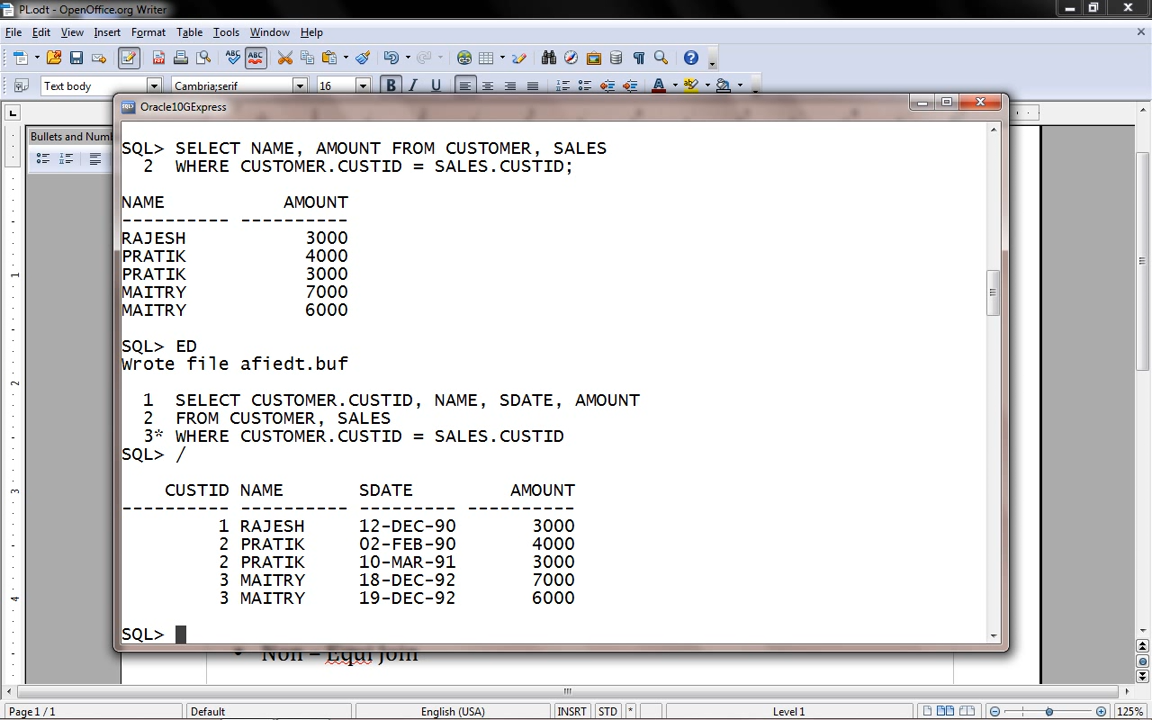 PL.odt - OpenOffice.org Writer
File Edit View Insert Format Table Tools Window Help
Text body Cambria;serif 16 B I U
Bullets and Numb
Oracle10GExpress
SQL> SELECT NAME, AMOUNT FROM CUSTOMER, SALES
2 WHERE CUSTOMER.CUSTID = SALES.CUSTID;
NAME AMOUNT
---------- ----------
RAJESH 3000
PRATIK 4000
PRATIK 3000
MAITRY 7000
MAITRY 6000
SQL> ED
Wrote file afiedt.buf
1 SELECT CUSTOMER.CUSTID, NAME, SDATE, AMOUNT
2 FROM CUSTOMER, SALES
3* WHERE CUSTOMER.CUSTID = SALES.CUSTID
SQL> /
CUSTID NAME SDATE AMOUNT
---------- ---------- --------- ----------
1 RAJESH 12-DEC-90 3000
2 PRATIK 02-FEB-90 4000
2 PRATIK 10-MAR-91 3000
3 MAITRY 18-DEC-92 7000
3 MAITRY 19-DEC-92 6000
SQL>
• Non – Equi Join
Page1 / 1 Default English (USA) INSRT STD * Level1 125%